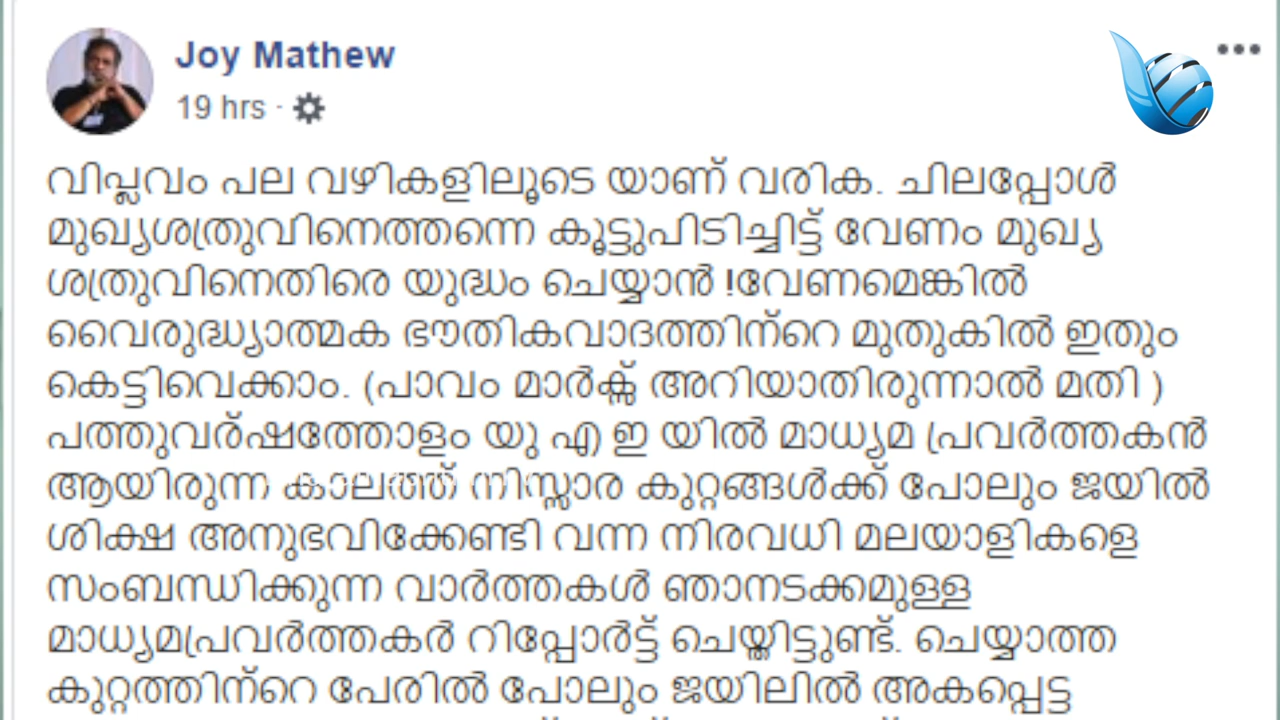 Joy Mathew
19 hrs ·
വിപ്ലവം പല വഴികളിലൂടെ യാണ് വരിക. ചിലപ്പോൾ
മുഖ്യശത്രുവിനെത്തന്നെ കൂട്ടുപിടിച്ചിട്ട് വേണം മുഖ്യ
ശത്രുവിനെതിരെ യുദ്ധം ചെയ്യാൻ !വേണമെങ്കിൽ
വൈരുദ്ധ്യാത്മക ഭൗതികവാദത്തിന്റെ മുതുകിൽ ഇതും
കെട്ടിവെക്കാം. (പാവം മാർക്സ് അറിയാതിരുന്നാൽ മതി )
പത്തുവര്ഷത്തോളം യു എ ഇ യിൽ മാധ്യമ പ്രവർത്തകൻ
ആയിരുന്ന കാലത്ത് നിസ്സാര കുറ്റങ്ങൾക്ക് പോലും ജയിൽ
ശിക്ഷ അനുഭവിക്കേണ്ടി വന്ന നിരവധി മലയാളികളെ
സംബന്ധിക്കുന്ന വാർത്തകൾ ഞാനടക്കമുള്ള
മാധ്യമപ്രവർത്തകർ റിപ്പോർട്ട് ചെയ്തിട്ടുണ്ട്. ചെയ്യാത്ത
കുറ്റത്തിന്റെ പേരിൽ പോലും ജയിലിൽ അകപ്പെട്ട